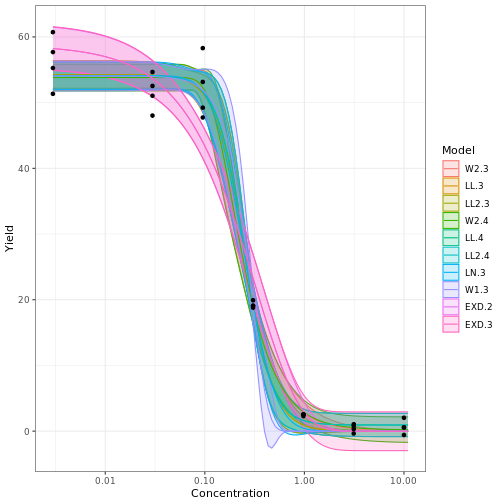 60
40
20
0
Yield
0.01
0.10
1.00
10.00
Concentration
Model
W2.3
LL.3
LL2.3
W2.4
LL.4
LL2.4
LN.3
W1.3
EXD.2
EXD.3